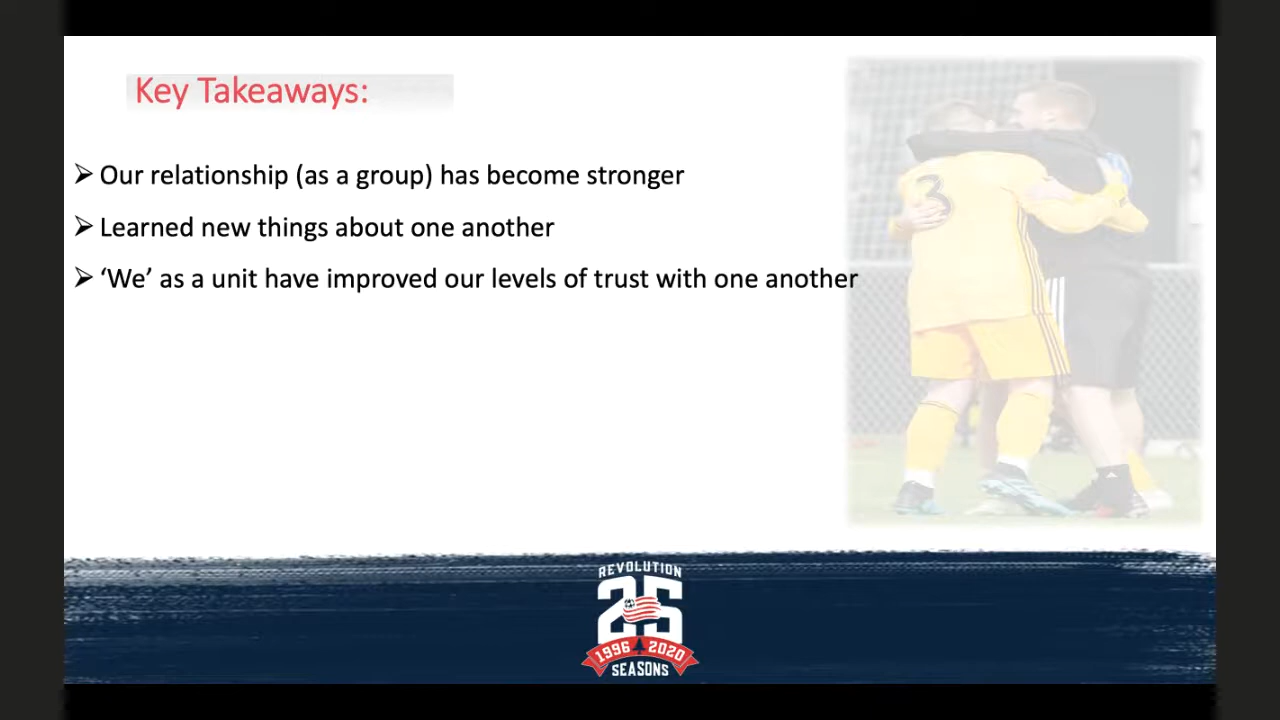 Key Takeaways:
➢ Our relationship (as a group) has become stronger
➢ Learned new things about one another
➢ ‘We’ as a unit have improved our levels of trust with one another
3
REVOLUTION
25
1996 2020
SEASONS